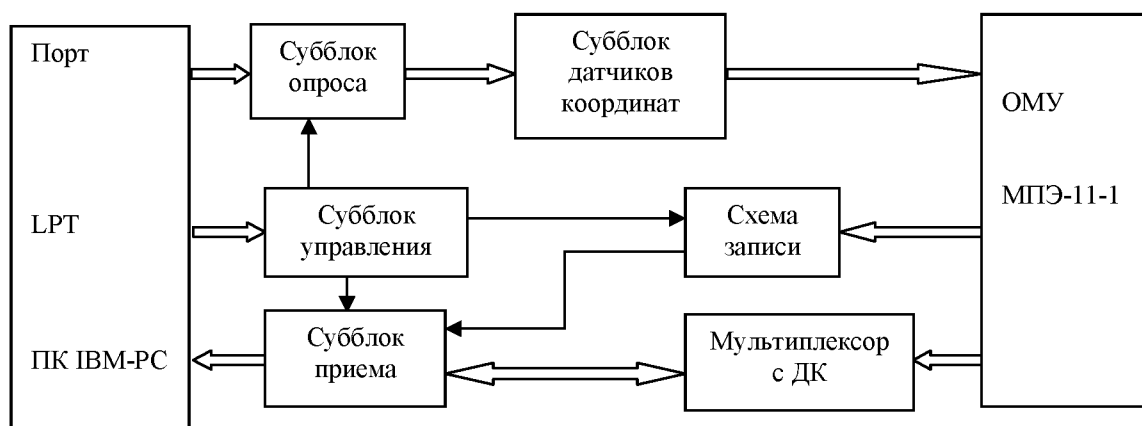 Порт
LPT
ПК IBM-PC
Субблок
опроса
Субблок
датчиков
координат
Субблок
управления
Схема
записи
Субблок
приема
Мультиплексор
с ДК
ОМУ
МПЭ-11-1